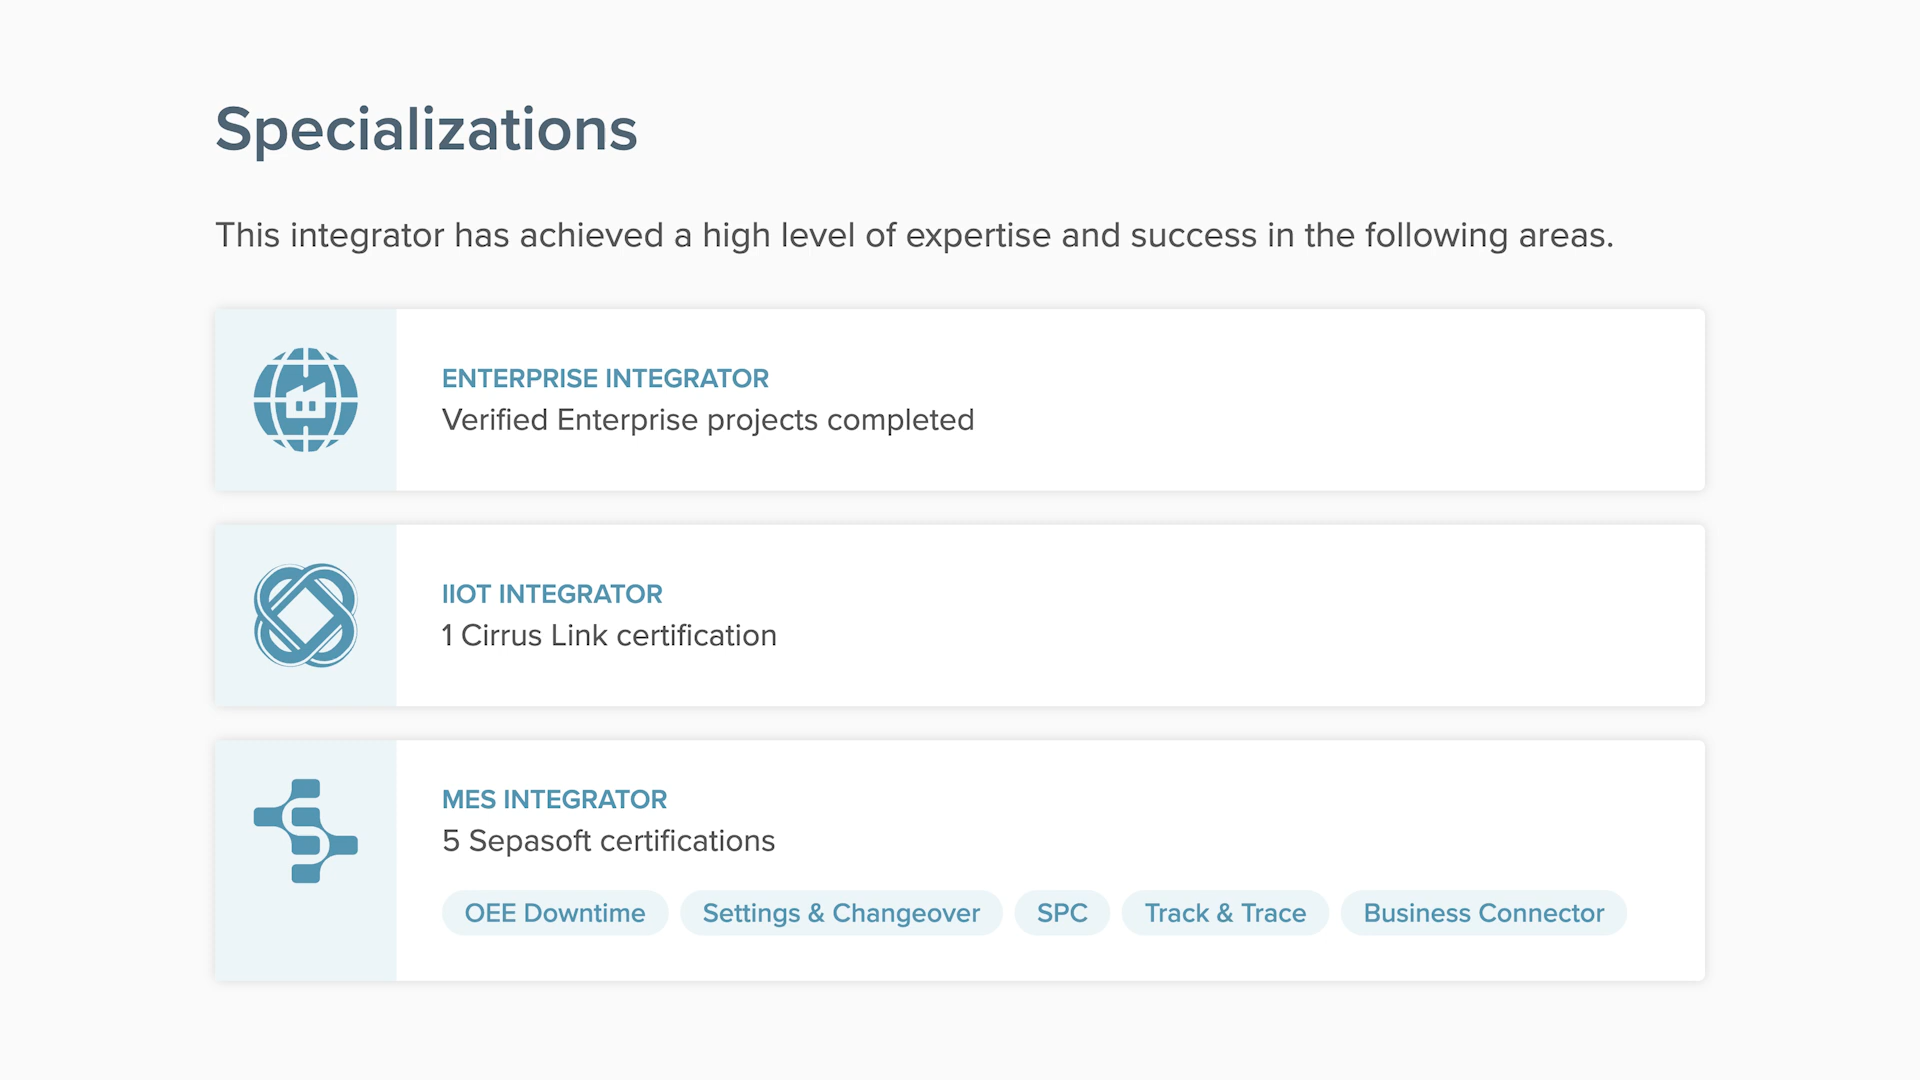 Specializations
This integrator has achieved a high level of expertise and success in the following areas.
ENTERPRISE INTEGRATOR
Verified Enterprise projects completed
IIOT INTEGRATOR
1 Cirrus Link certification
MES INTEGRATOR
5 Sepasoft certifications
OEE Downtime Settings & Changeover SPC Track & Trace Business Connector